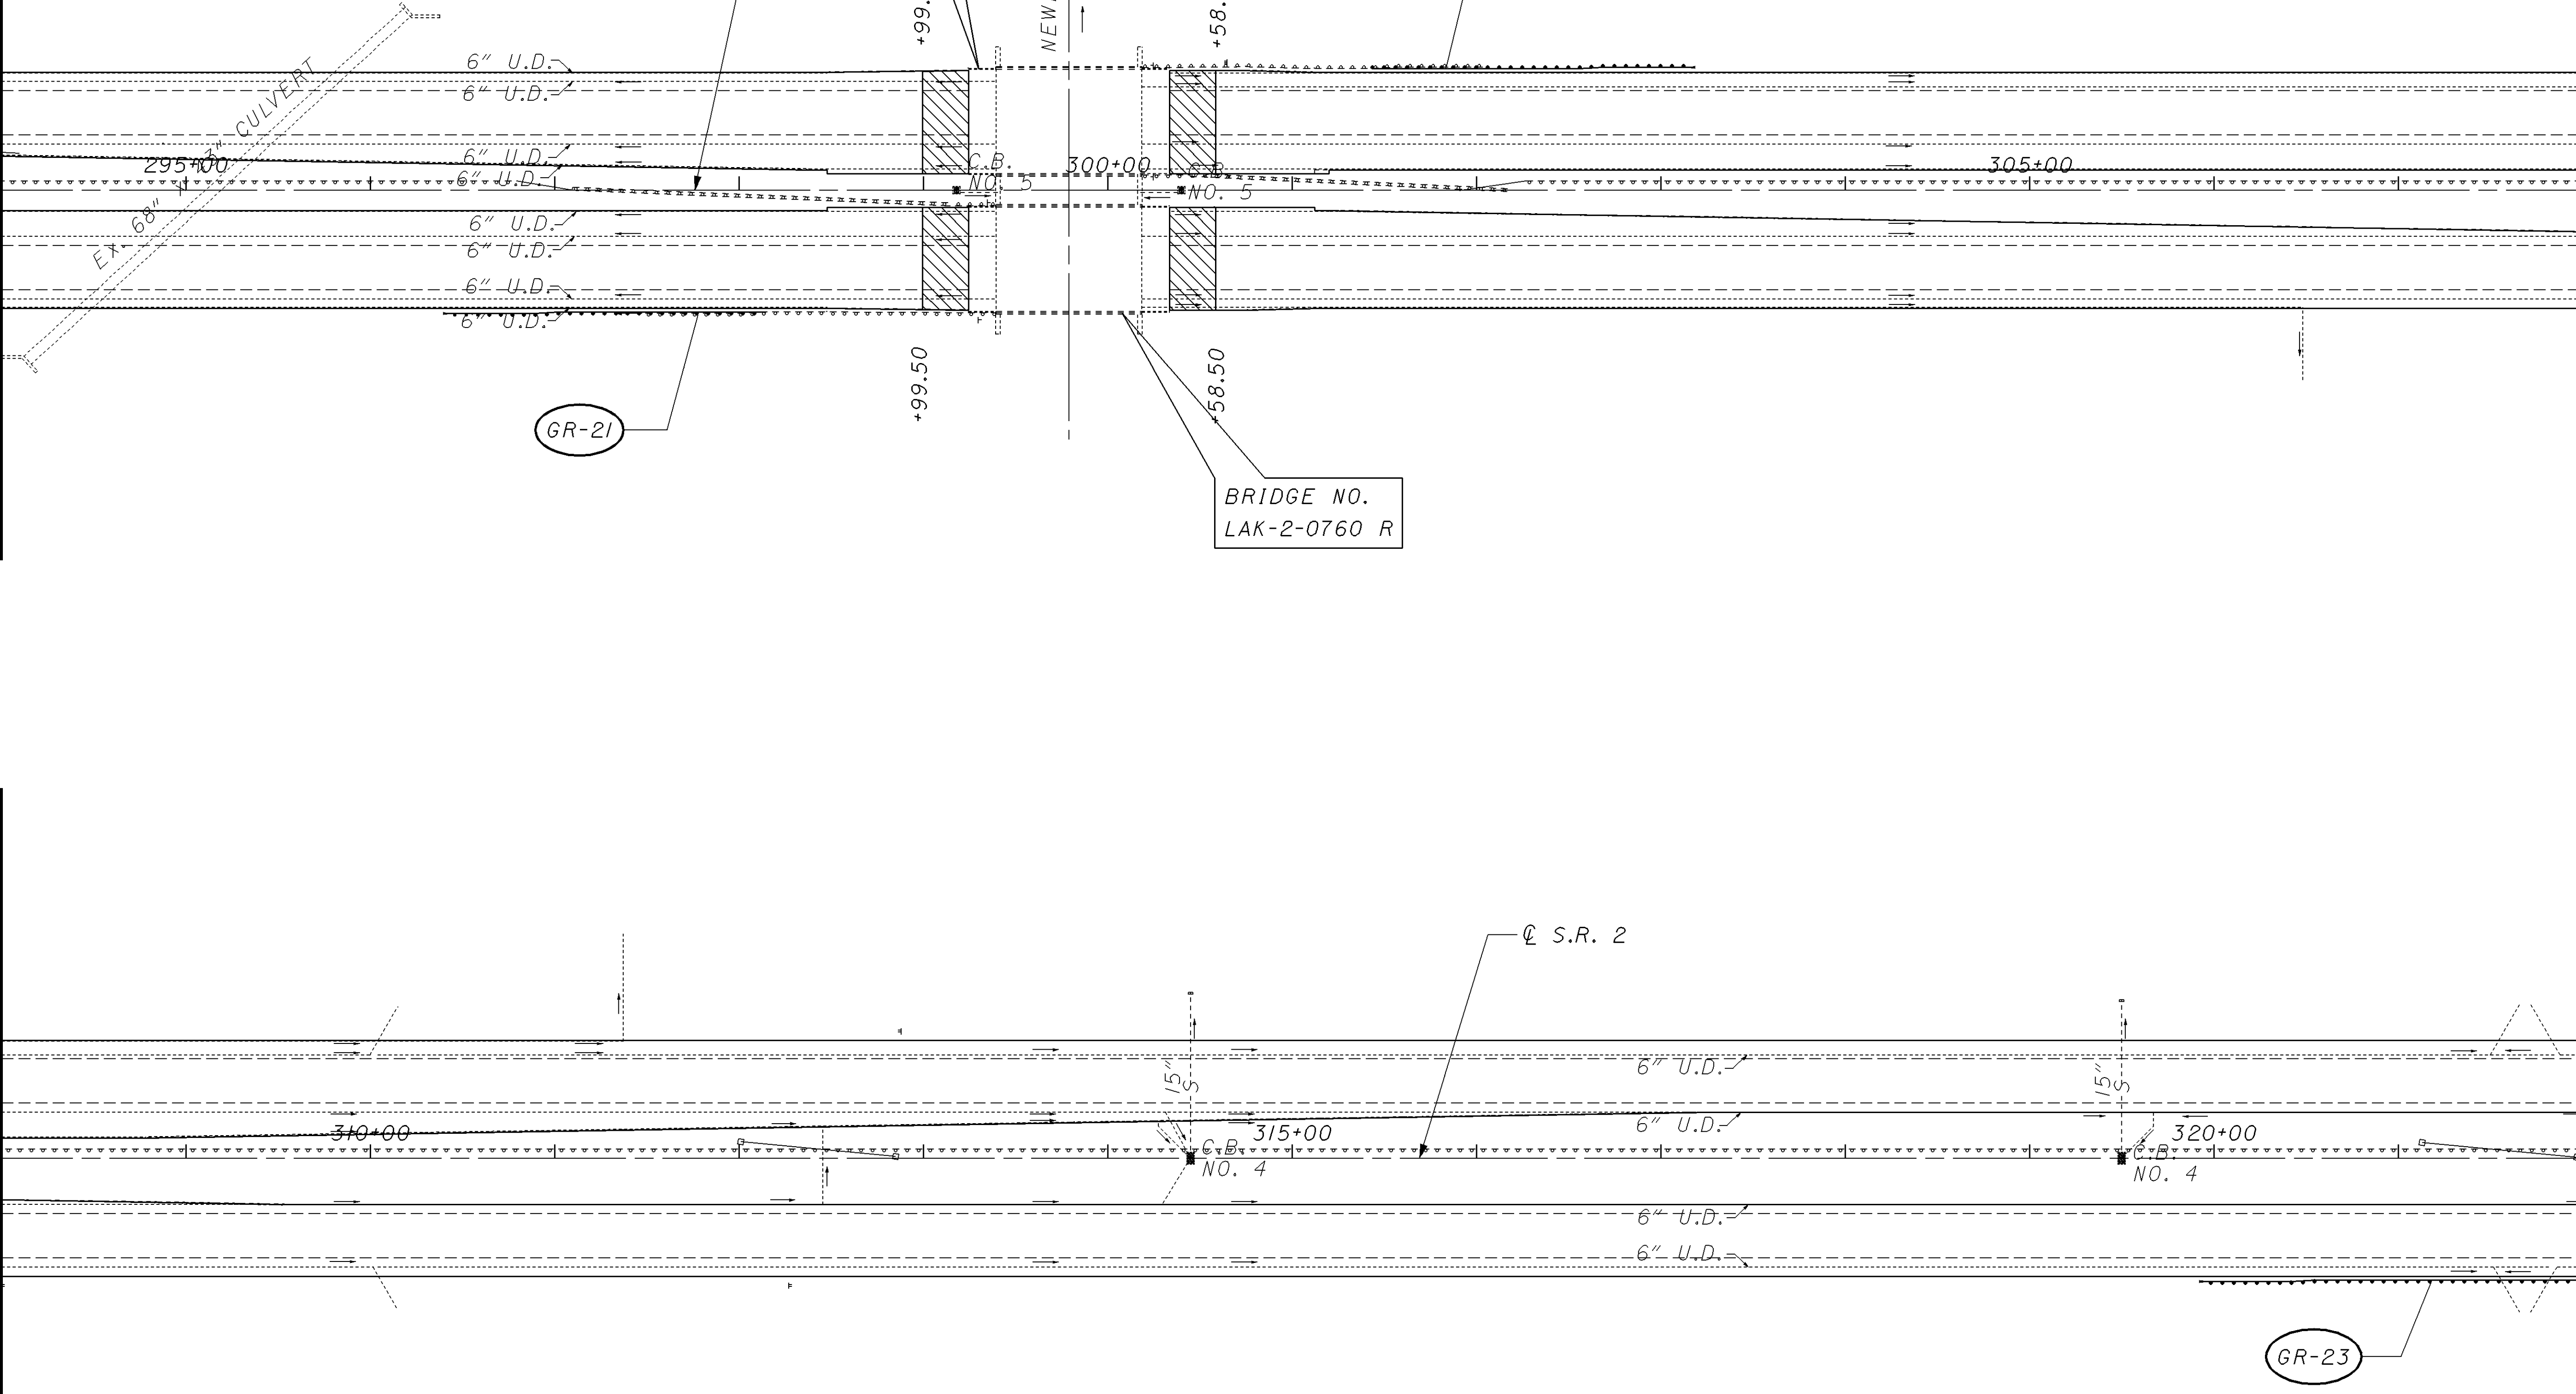 +99.
NEW
+58.
6" U.D.
6" U.D.
EX. 68" X 43" CULVERT
295+00
6" U.D.
6" U.D.
C.B.
NO. 5
300+00
C.B.
NO. 5
305+00
6" U.D.
6" U.D.
6" U.D.
6" U.D.
+99.50
+58.50
GR-21
BRIDGE NO.
LAK-2-0760 R
℄ S.R. 2
15" S
6" U.D.
15" S
6" U.D.
310+00
315+00
320+00
C.B.
NO. 4
C.B.
NO. 4
6" U.D.
6" U.D.
GR-23